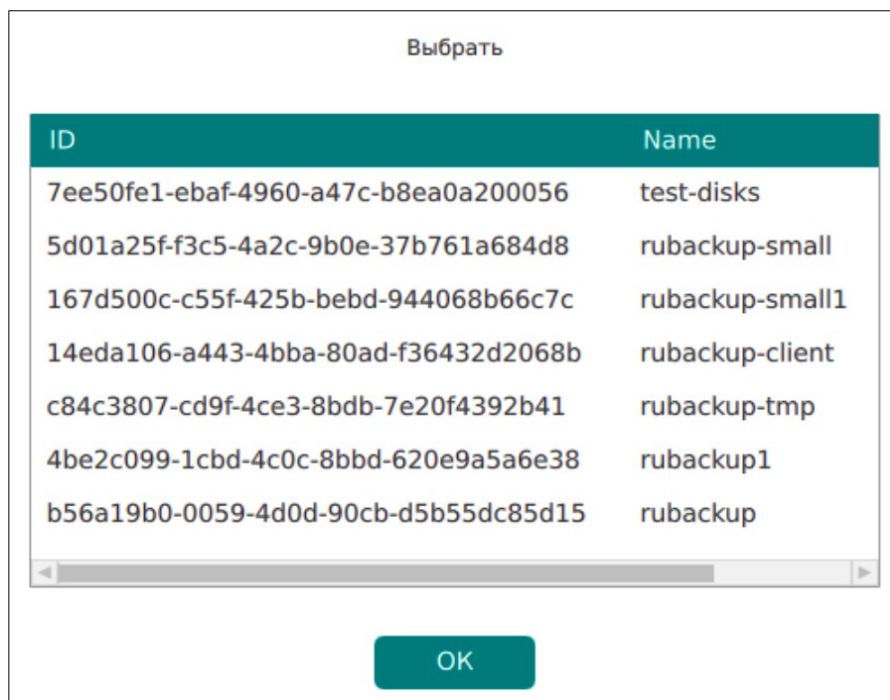 Выбрать
ID Name
7ee50fe1-ebaf-4960-a47c-b8ea0a200056 test-disks
5d01a25f-f3c5-4a2c-9b0e-37b761a684d8 rubackup-small
167d500c-c55f-425b-bebd-944068b66c7c rubackup-small1
14eda106-a443-4bba-80ad-f36432d2068b rubackup-client
c84c3807-cd9f-4ce3-8bdb-7e20f4392b41 rubackup-tmp
4be2c099-1cbd-4c0c-8bbd-620e9a5a6e38 rubackup1
b56a19b0-0059-4d0d-90cb-d5b55dc85d15 rubackup
OK